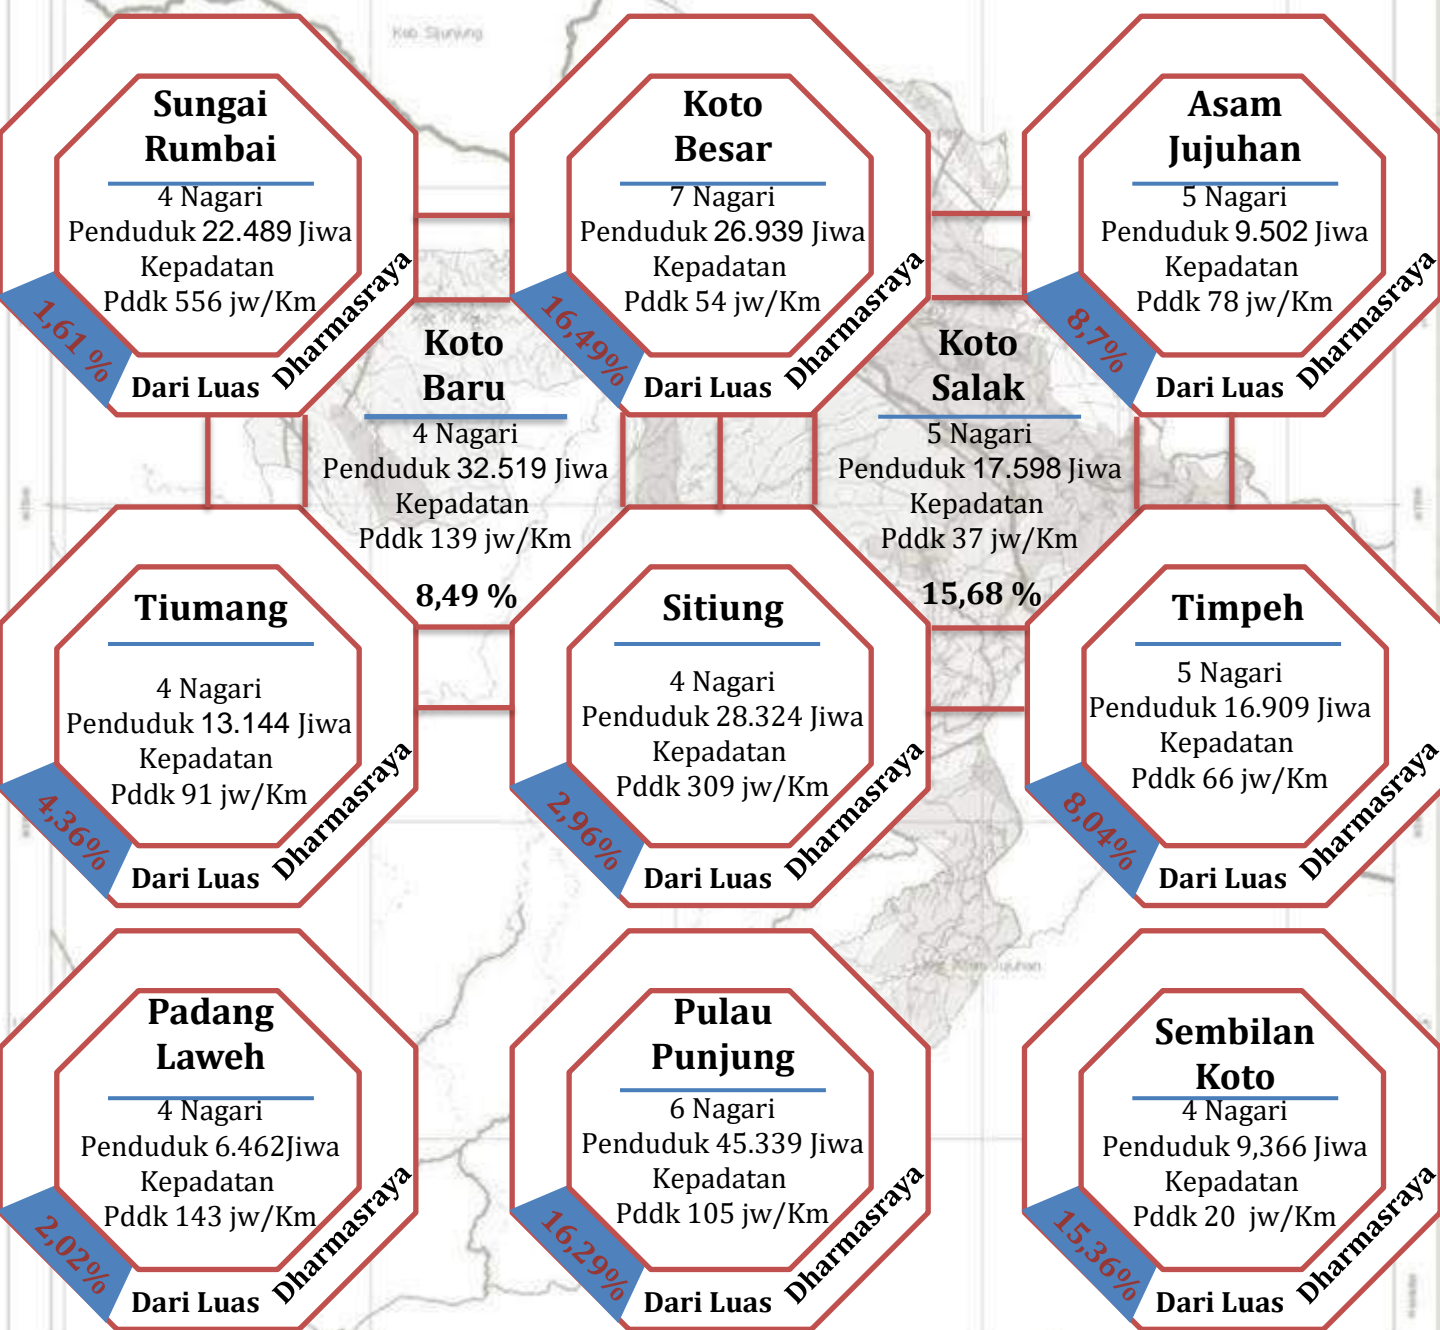 Kab. Sijunjung
Sungai
Rumbai
4 Nagari
Penduduk 22.489 Jiwa
Kepadatan
Pddk 556 jw/Km
1,61 %
Dari Luas
Dharmasraya
Koto
Besar
7 Nagari
Penduduk 26.939 Jiwa
Kepadatan
Pddk 54 jw/Km
16,49%
Dari Luas
Dharmasraya
Asam
Jujuhan
5 Nagari
Penduduk 9.502 Jiwa
Kepadatan
Pddk 78 jw/Km
8,7%
Dari Luas
Dharmasraya
Koto
Baru
4 Nagari
Penduduk 32.519 Jiwa
Kepadatan
Pddk 139 jw/Km
8,49 %
Koto
Salak
5 Nagari
Penduduk 17.598 Jiwa
Kepadatan
Pddk 37 jw/Km
15,68 %
Tiumang
4 Nagari
Penduduk 13.144 Jiwa
Kepadatan
Pddk 91 jw/Km
4,36%
Dari Luas
Dharmasraya
Sitiung
4 Nagari
Penduduk 28.324 Jiwa
Kepadatan
Pddk 309 jw/Km
2,96%
Dari Luas
Dharmasraya
Timpeh
5 Nagari
Penduduk 16.909 Jiwa
Kepadatan
Pddk 66 jw/Km
8,04%
Dari Luas
Dharmasraya
Padang
Laweh
4 Nagari
Penduduk 6.462Jiwa
Kepadatan
Pddk 143 jw/Km
2,02%
Dari Luas
Dharmasraya
Pulau
Punjung
6 Nagari
Penduduk 45.339 Jiwa
Kepadatan
Pddk 105 jw/Km
16,29%
Dari Luas
Dharmasraya
Sembilan
Koto
4 Nagari
Penduduk 9,366 Jiwa
Kepadatan
Pddk 20 jw/Km
15,36%
Dari Luas
Dharmasraya